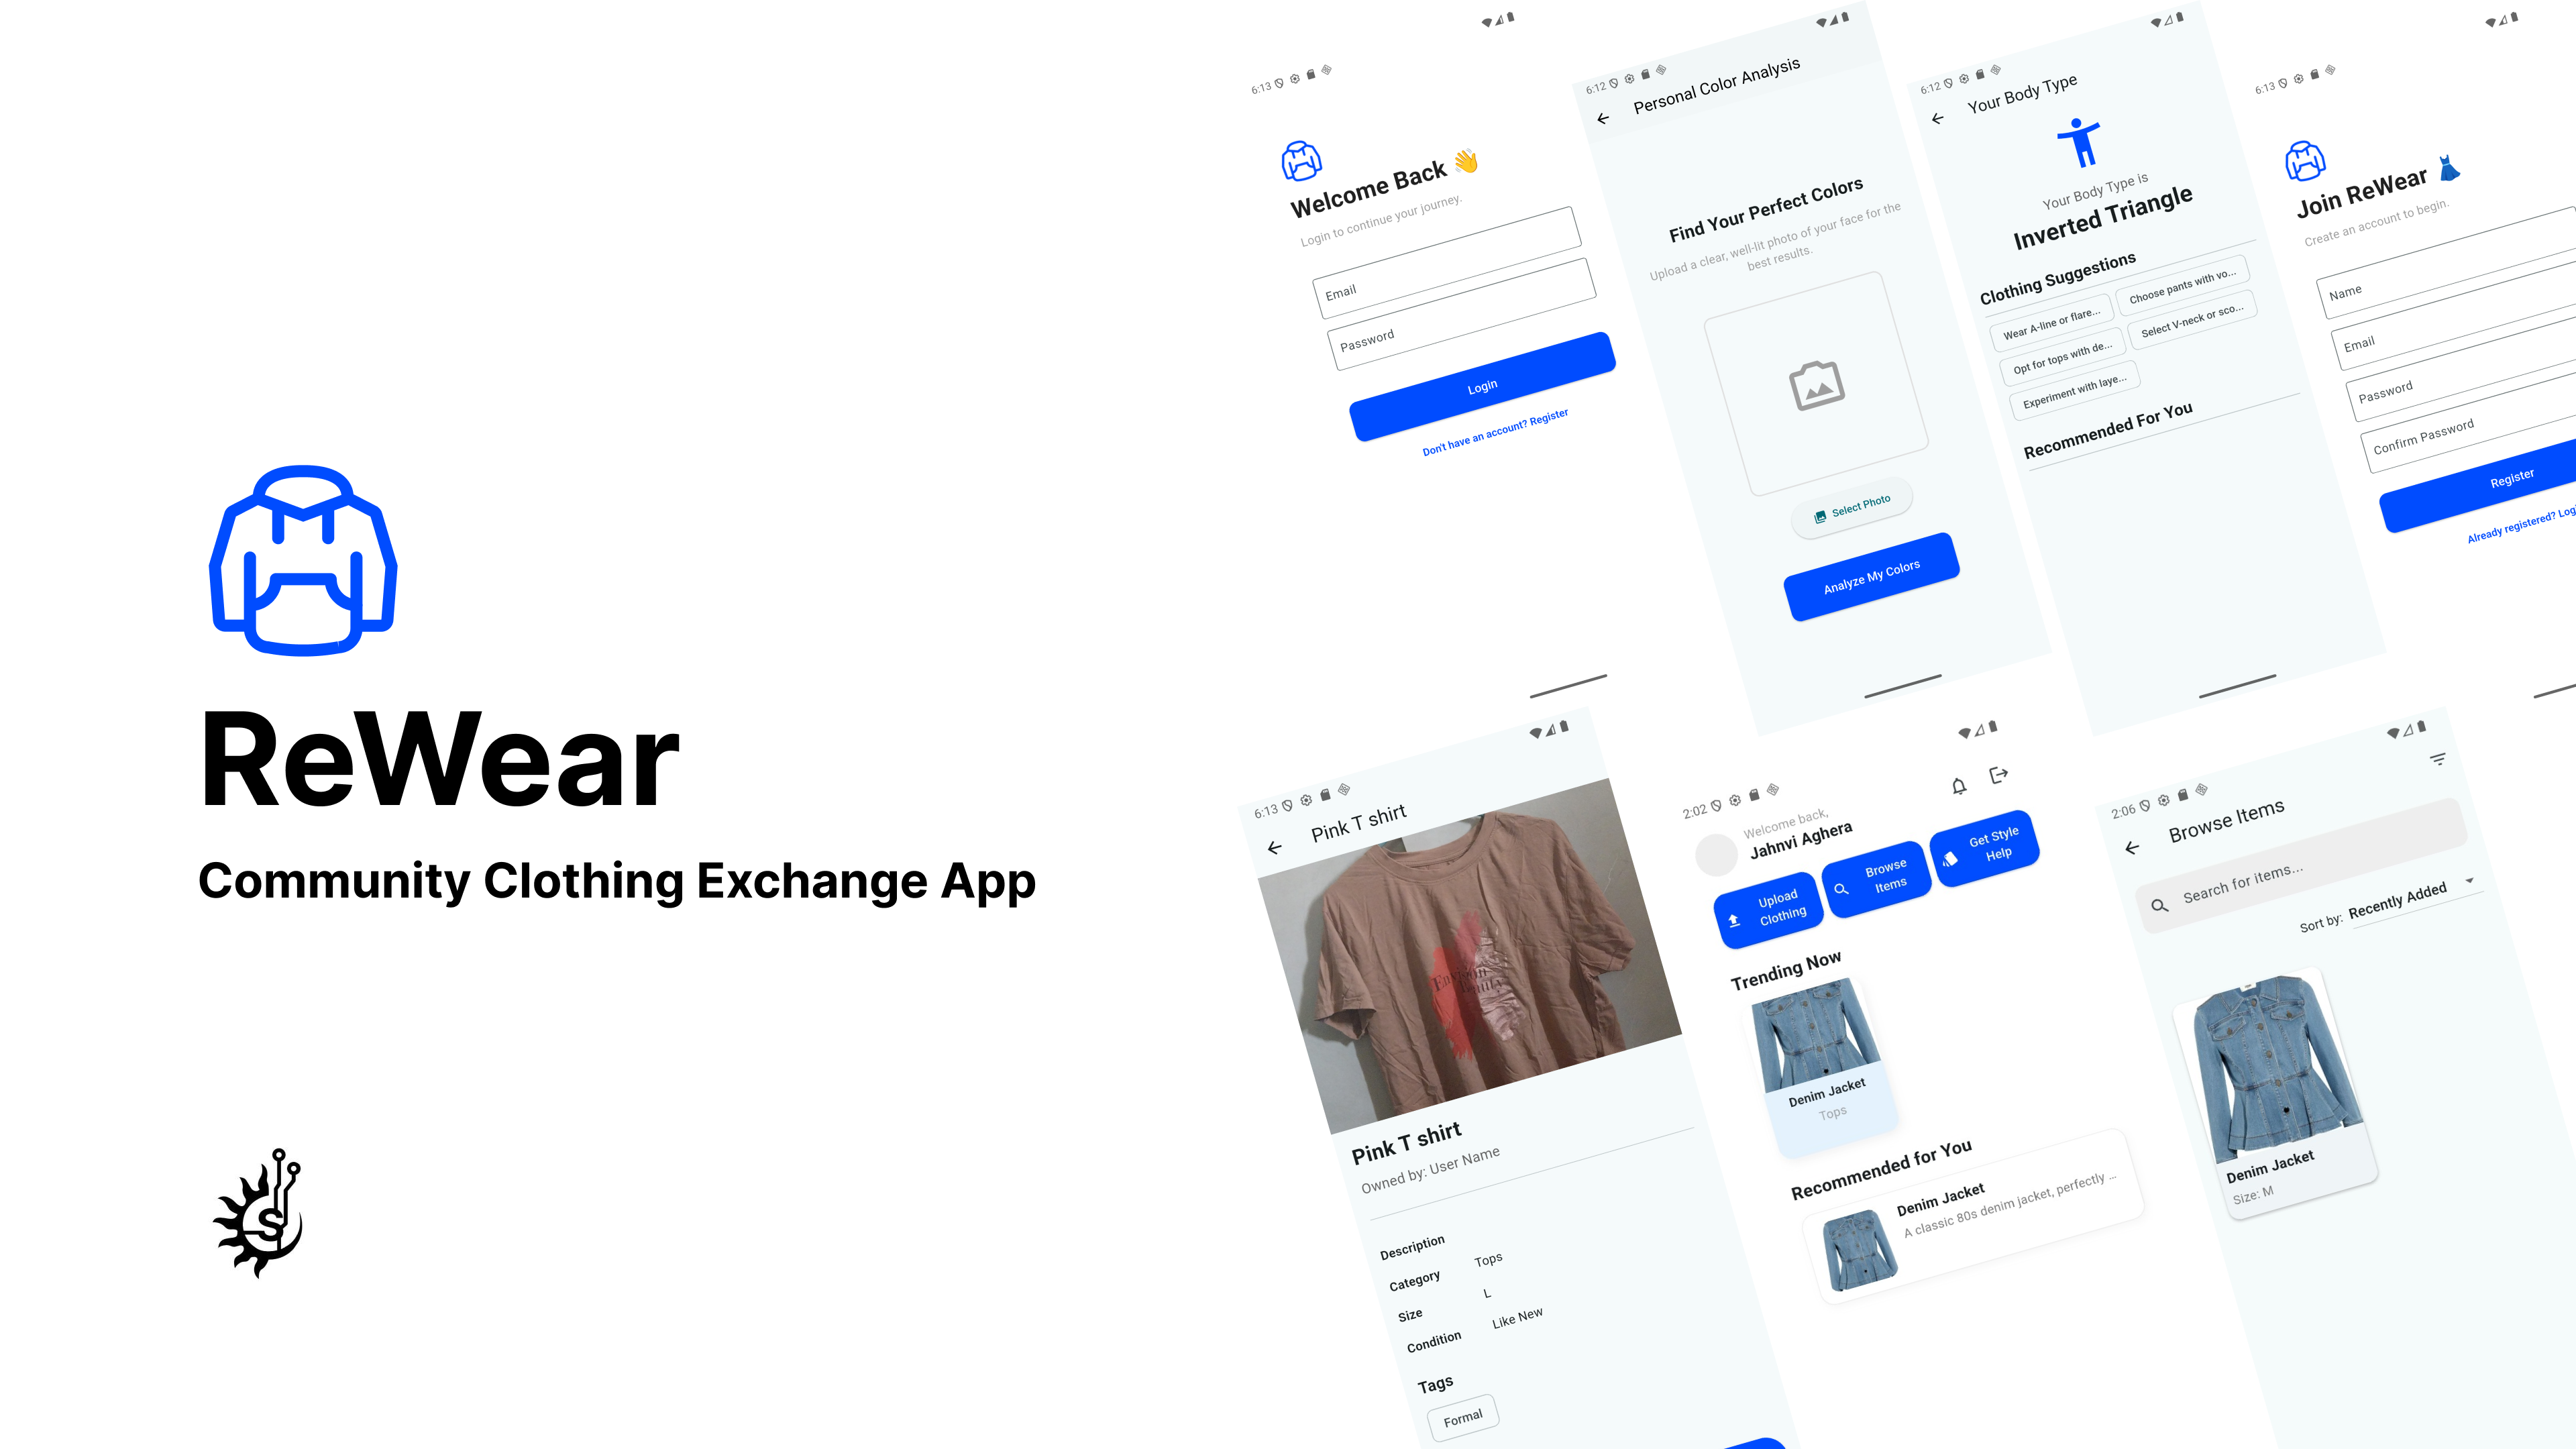 ReWear
Community Clothing Exchange App
S
6:13
Welcome Back 👋
Login to continue your journey.
Email
Password
Login
Don't have an account? Register
6:12
Personal Color Analysis
Find Your Perfect Colors
Upload a clear, well-lit photo of your face for the
best results.
Select Photo
Analyze My Colors
6:12
Your Body Type
Your Body Type is
Inverted Triangle
Clothing Suggestions
Wear A-line or flare...
Choose pants with vo...
Opt for tops with de...
Select V-neck or sco...
Experiment with laye...
Recommended For You
6:13
Join ReWear 👗
Create an account to begin.
Name
Email
Password
Confirm Password
Register
Already registered? Log
6:13
Pink T shirt
Envision
Beauty
Pink T shirt
Owned by: User Name
Description
Category Tops
Size L
Condition Like New
Tags
Formal
2:02
Welcome back,
Jahnvi Aghera
Upload
Clothing
Browse
Items
Get Style
Help
Trending Now
Denim Jacket
Tops
Recommended for You
Denim Jacket
A classic 80s denim jacket, perfectly ...
2:06
Browse Items
Search for items...
Sort by: Recently Added
Denim Jacket
Size: M